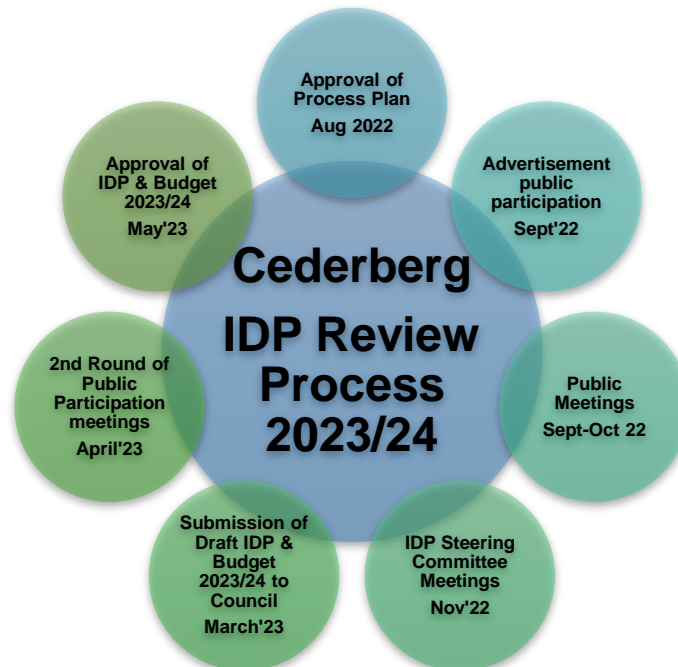 Approval of
Process Plan
Aug 2022
Advertisement
public
participation
Sept'22
Public
Meetings
Sept-Oct 22
IDP Steering
Committee
Meetings
Nov'22
Submission of
Draft IDP &
Budget
2023/24 to
Council
March'23
2nd Round of
Public
Participation
meetings
April'23
Approval of
IDP & Budget
2023/24
May'23
Cederberg
IDP Review
Process
2023/24